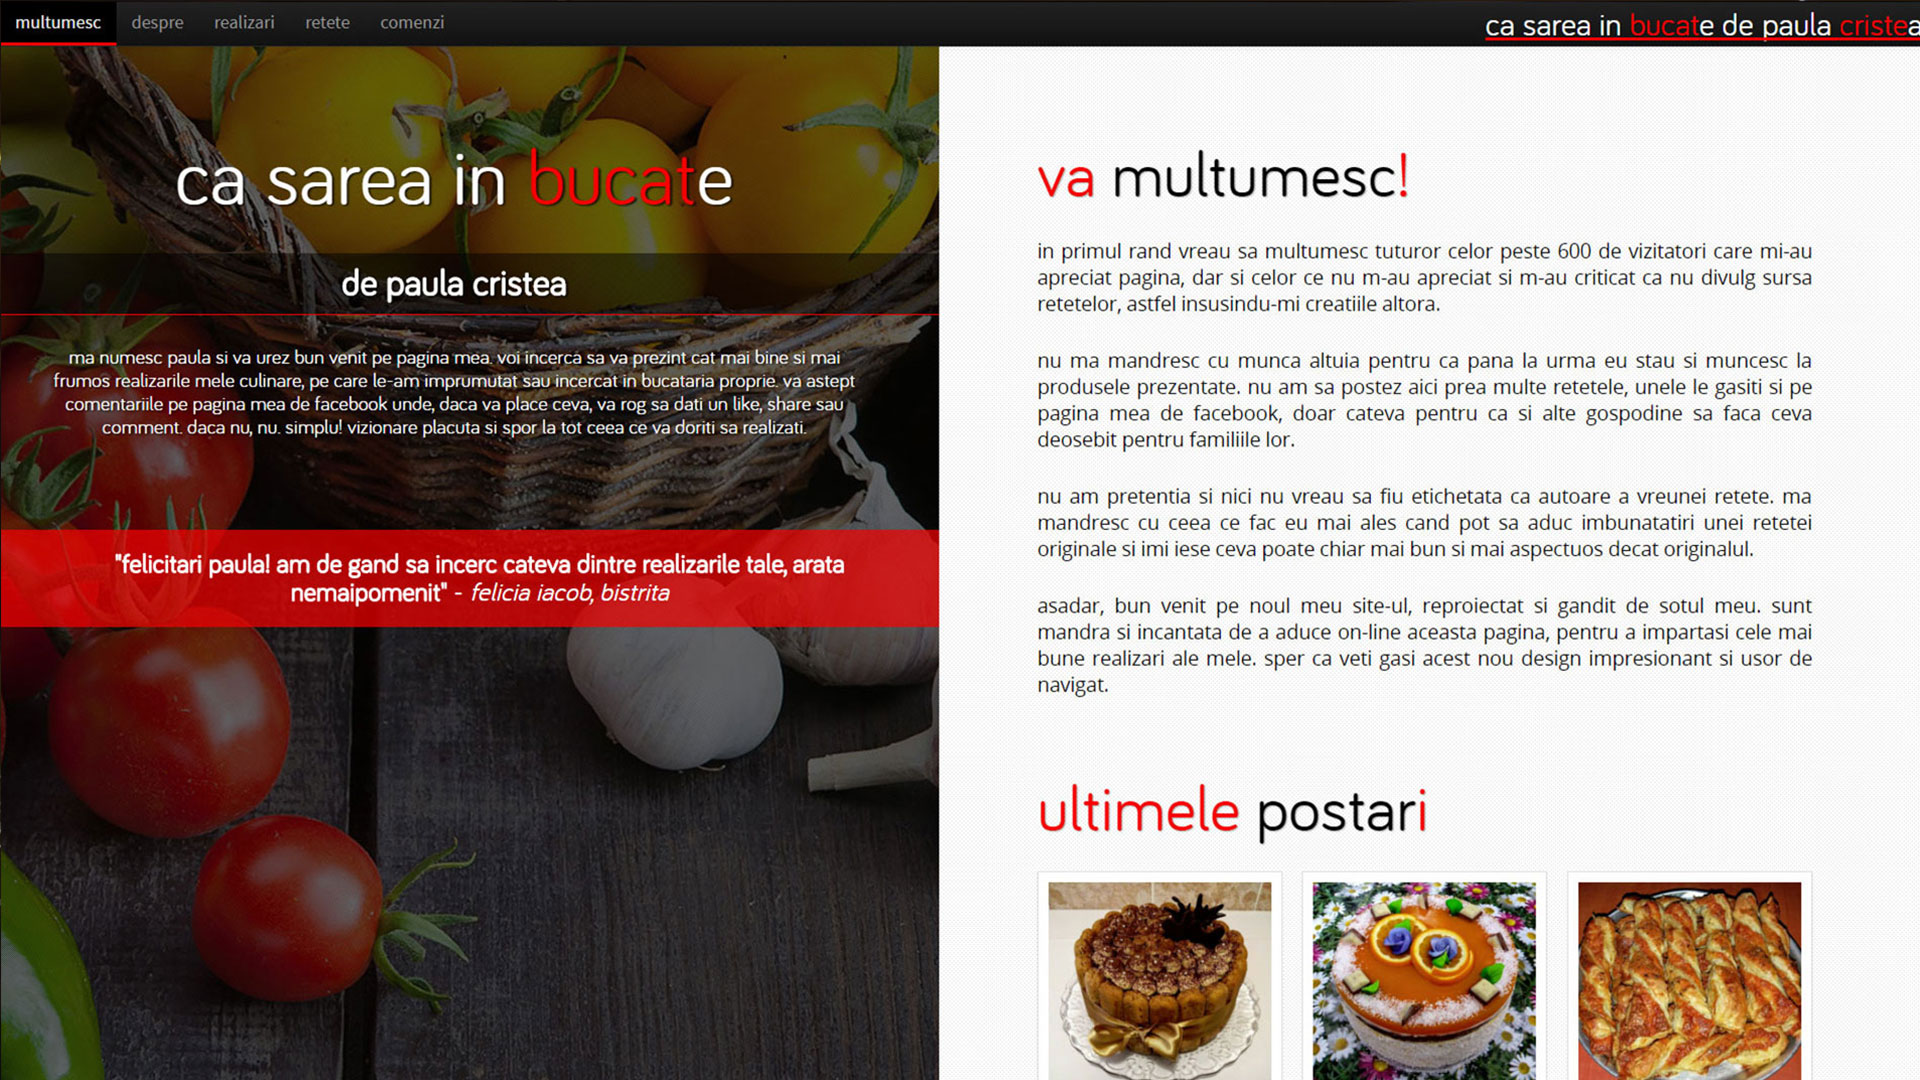 multumesc despre realizari retete comenzi
ca sarea in bucate de paula cristea
ca sarea in bucate
de paula cristea
ma numesc paula si va urez bun venit pe pagina mea. voi incerca sa va prezint cat mai bine si mai
frumos realizarile mele culinare, pe care le-am imprumutat sau incercat in bucataria proprie. va astept
comentariile pe pagina mea de facebook unde, daca va place ceva, va rog sa dati un like, share sau
comment. daca nu, nu. simplu! vizionare placuta si spor la tot ceea ce va doriti sa realizati.
"felicitari paula! am de gand sa incerc cateva dintre realizarile tale, arata
nemaipomenit" - felicia iacob, bistrita
va multumesc!
in primul rand vreau sa multumesc tuturor celor peste 600 de vizitatori care mi-au
apreciat pagina, dar si celor ce nu m-au apreciat si m-au criticat ca nu divulg sursa
retetelor, astfel insusindu-mi creatiile altora.
nu ma mandresc cu munca altuia pentru ca pana la urma eu stau si muncesc la
produsele prezentate. nu am sa postez aici prea multe retetele, unele le gasiti si pe
pagina mea de facebook, doar cateva pentru ca si alte gospodine sa faca ceva
deosebit pentru familiile lor.
nu am pretentia si nici nu vreau sa fiu etichetata ca autoare a vreunei retete. ma
mandresc cu ceea ce fac eu mai ales cand pot sa aduc imbunatatiri unei retetei
originale si imi iese ceva poate chiar mai bun si mai aspectuos decat originalul.
asadar, bun venit pe noul meu site-ul, reproiectat si gandit de sotul meu. sunt
mandra si incantata de a aduce on-line aceasta pagina, pentru a impartasi cele mai
bune realizari ale mele. sper ca veti gasi acest nou design impresionant si usor de
navigat.
ultimele postari